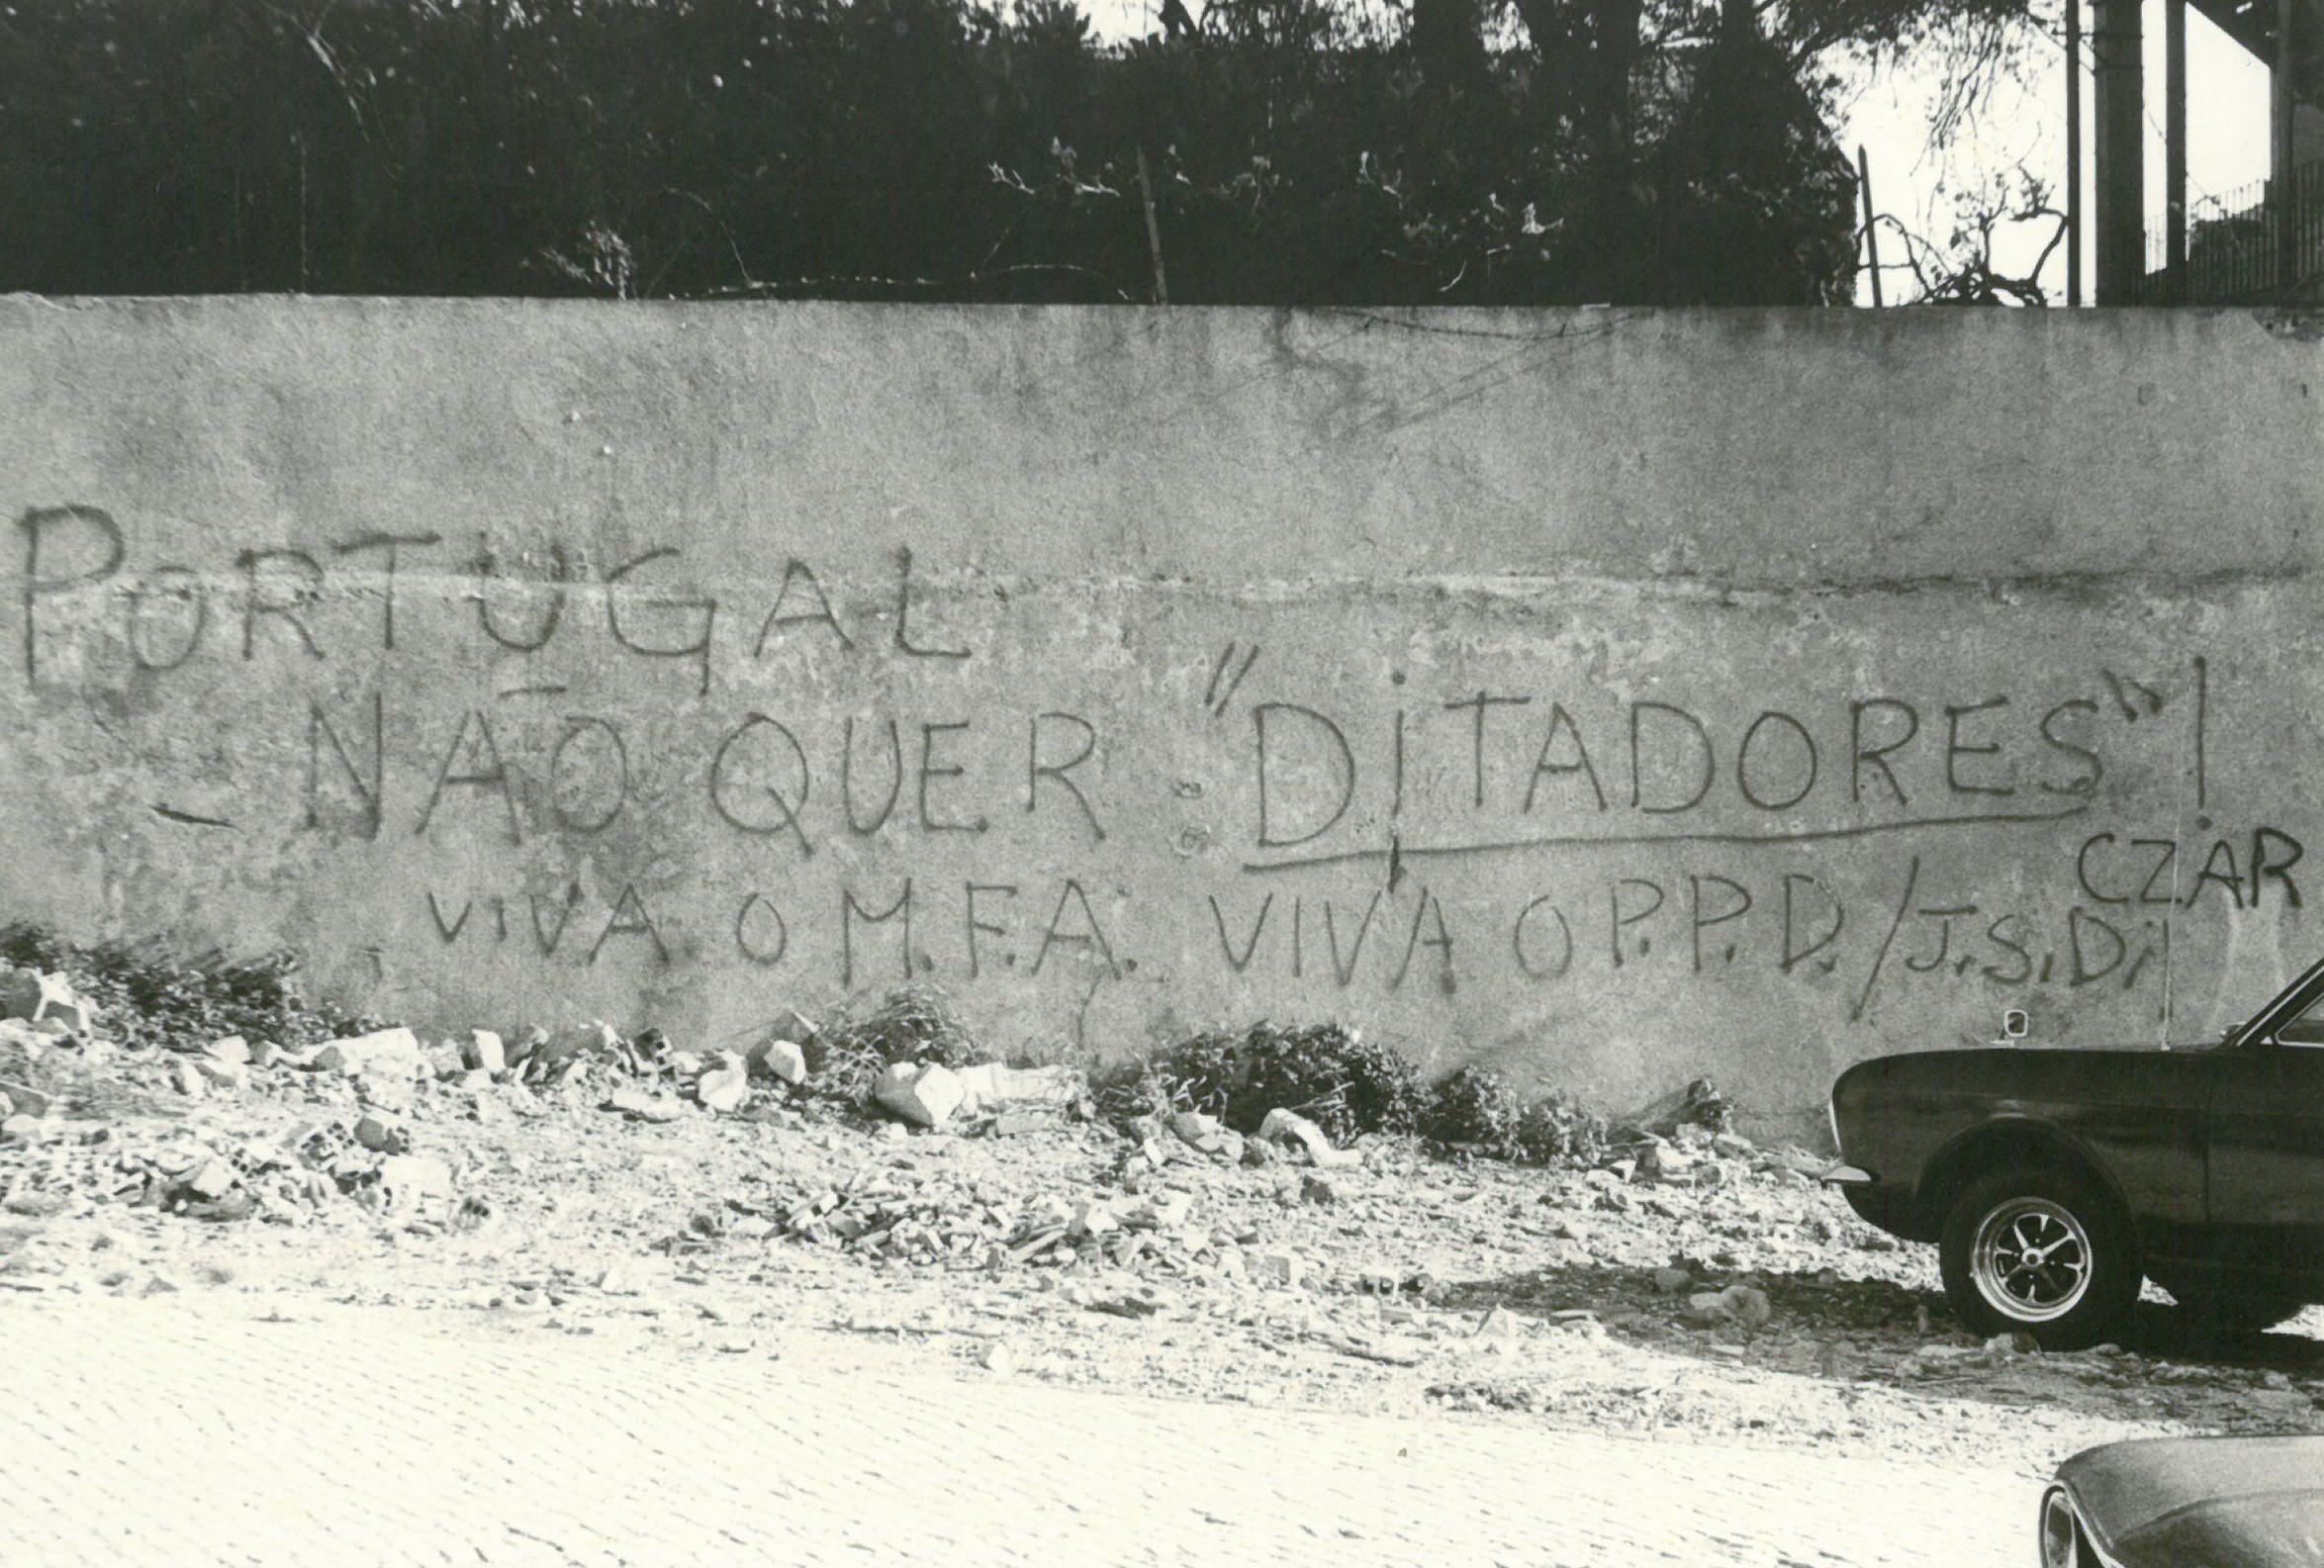 PORTUGAL
NÃO QUER: "DiTADORES"!
CZAR
ViVA O M.F.A. VIVA O P.P.D./J.S.D.